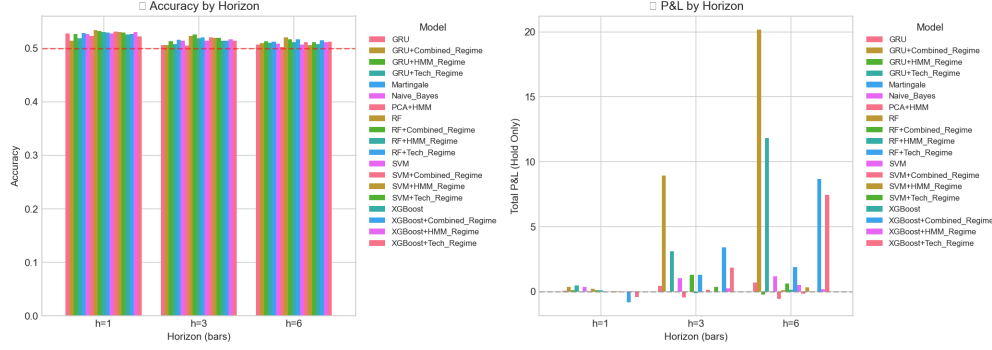 ▯ Accuracy by Horizon
0.5
0.4
0.3
0.2
0.1
0.0
Accuracy
h=1
h=3
h=6
Horizon (bars)
Model
GRU
GRU+Combined_Regime
GRU+HMM_Regime
GRU+Tech_Regime
Martingale
Naive_Bayes
PCA+HMM
RF
RF+Combined_Regime
RF+HMM_Regime
RF+Tech_Regime
SVM
SVM+Combined_Regime
SVM+HMM_Regime
SVM+Tech_Regime
XGBoost
XGBoost+Combined_Regime
XGBoost+HMM_Regime
XGBoost+Tech_Regime
▯ P&L by Horizon
20
15
10
5
0
Total P&L (Hold Only)
h=1
h=3
h=6
Horizon (bars)
Model
GRU
GRU+Combined_Regime
GRU+HMM_Regime
GRU+Tech_Regime
Martingale
Naive_Bayes
PCA+HMM
RF
RF+Combined_Regime
RF+HMM_Regime
RF+Tech_Regime
SVM
SVM+Combined_Regime
SVM+HMM_Regime
SVM+Tech_Regime
XGBoost
XGBoost+Combined_Regime
XGBoost+HMM_Regime
XGBoost+Tech_Regime